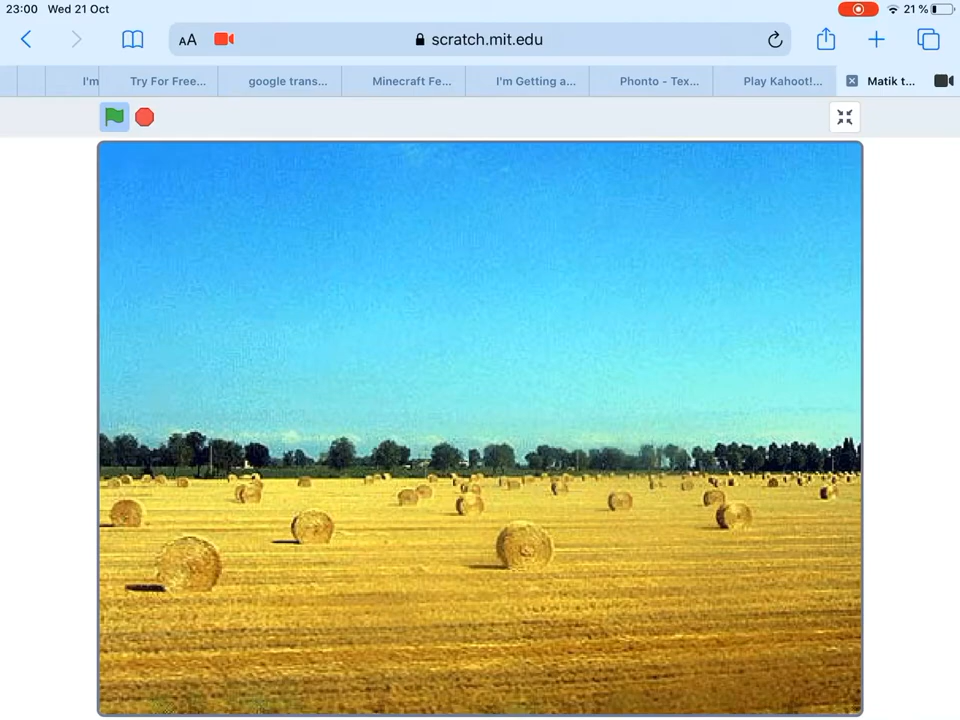 23:00 Wed 21 Oct 21 %
AA scratch.mit.edu
I'm Try For Free... google trans... Minecraft Fe... I'm Getting a... Phonto - Tex... Play Kahoot!... Matik t...